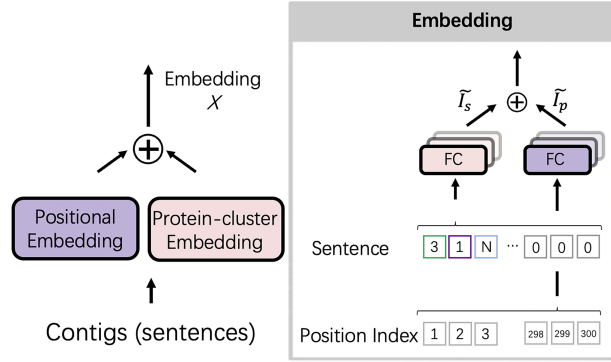 Embedding
X
Positional
Embedding
Protein-cluster
Embedding
Contigs (sentences)
Embedding
Ĩs
Ĩp
FC
FC
Sentence
3 1 N ... 0 0 0
Position Index
1 2 3 298 299 300